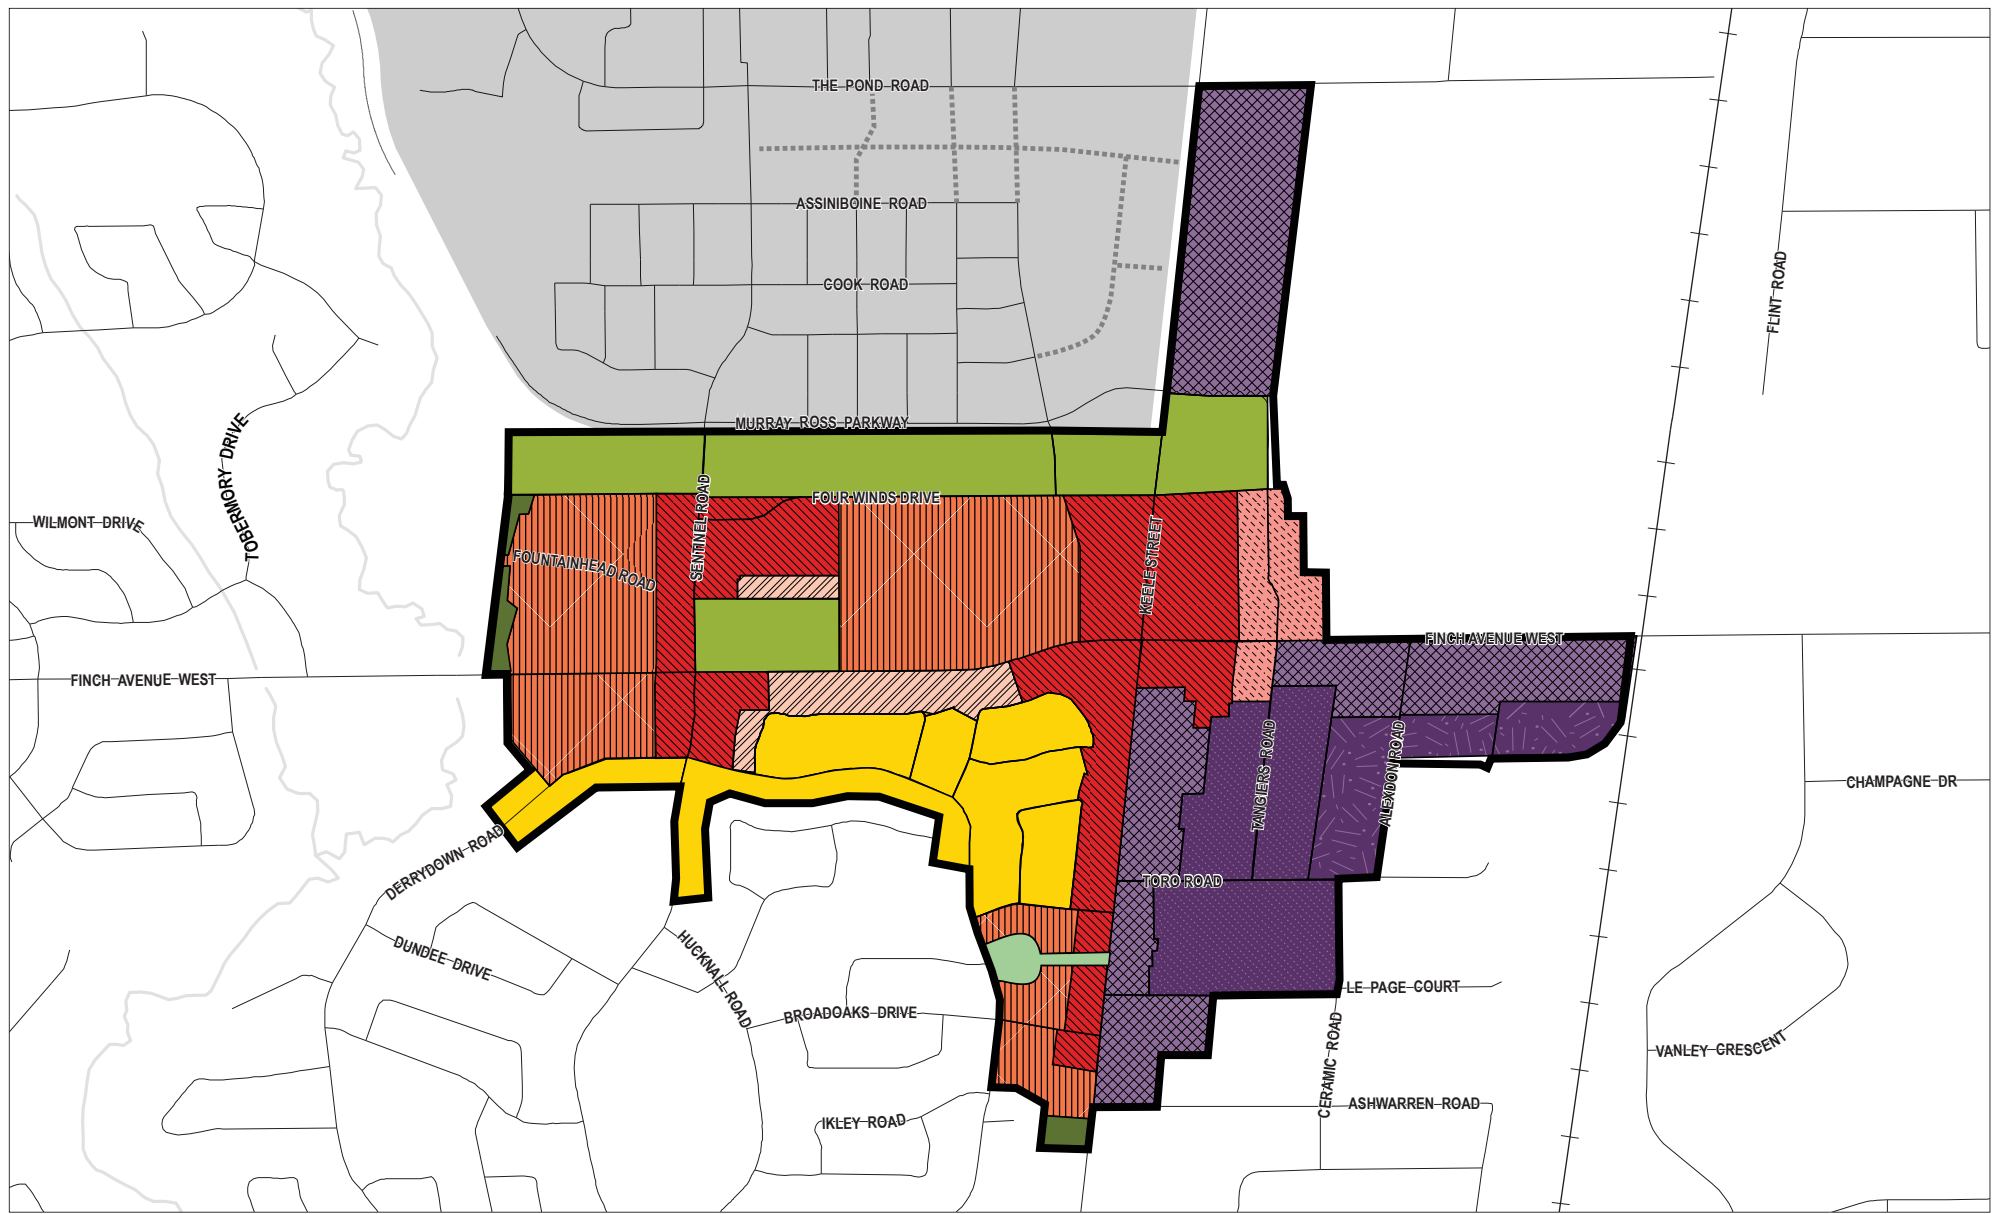 THE POND ROAD
ASSINIBOINE ROAD
COOK ROAD
FLINT ROAD
MURRAY ROSS PARKWAY
TOBERMORY DRIVE
SENTINEL ROAD
FOUR WINDS DRIVE
WILMONT DRIVE
FOUNTAINHEAD ROAD
KEELE STREET
FINCH AVENUE WEST
FINCH AVENUE WEST
TANGIERS ROAD
ALEXDON ROAD
CHAMPAGNE DR
DERRYDOWN ROAD
TORO ROAD
DUNDEE DRIVE
HUCKNALL ROAD
LE PAGE COURT
BROADOAKS DRIVE
CERAMIC ROAD
VANLEY CRESCENT
ASHWARREN ROAD
IKLEY ROAD